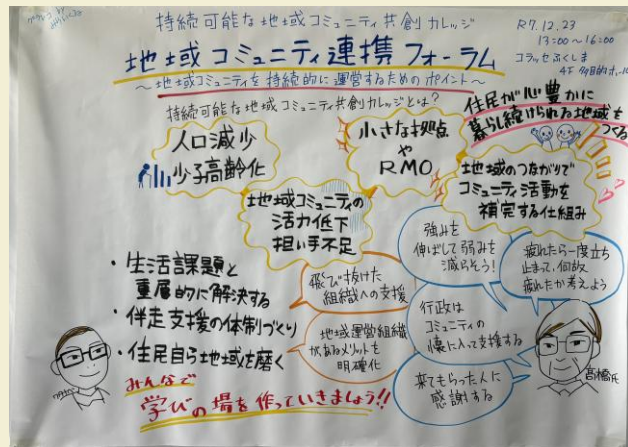 持続可能な地域コミュニティ共創カレッジ
R7.12.23
13:00~16:00
コラッセふくしま
4F 多目的ホール
地域コミュニティ連携フォーラム
～地域コミュニティを持続的に運営するためのポイント～
持続可能な地域コミュニティ共創カレッジとは？
住民が心豊かに
暮らし続けられる地域を
つくる
人口減少
少子高齢化
小さな拠点
や
RMO
地域のつながりで
コミュニティ活動を
補完する仕組み
地域コミュニティの
活力低下
担い手不足
強みを
伸ばして弱みを
減らそう！
疲れたら一度立ち
止まって、何故
疲れたか考えよう
・生活課題と
重層的に解決する
・伴走支援の体制づくり
・住民自ら地域を磨く
飛び抜けた
組織への支援
地域運営組織
があるメリットを
明確化
行政は
コミュニティの
懐に入って支援する
来てもらった人に
感謝する
髙橋氏
みんなで
学びの場を作っていきましょう!!